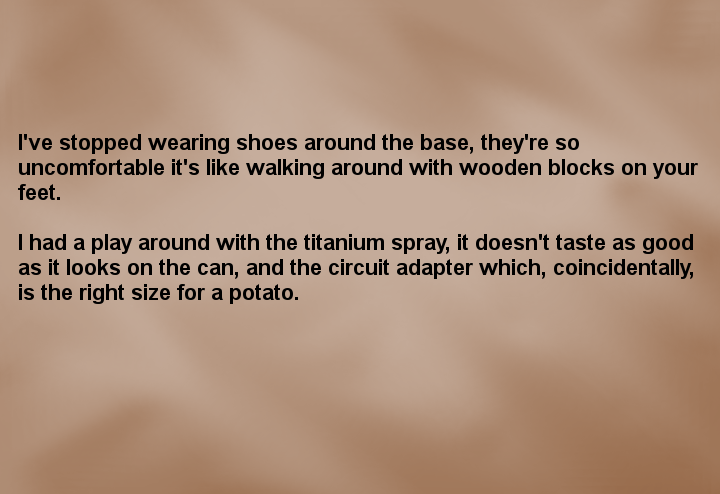 I've stopped wearing shoes around the base, they're so
uncomfortable it's like walking around with wooden blocks on your
feet.
I had a play around with the titanium spray, it doesn't taste as good
as it looks on the can, and the circuit adapter which, coincidentally,
is the right size for a potato.